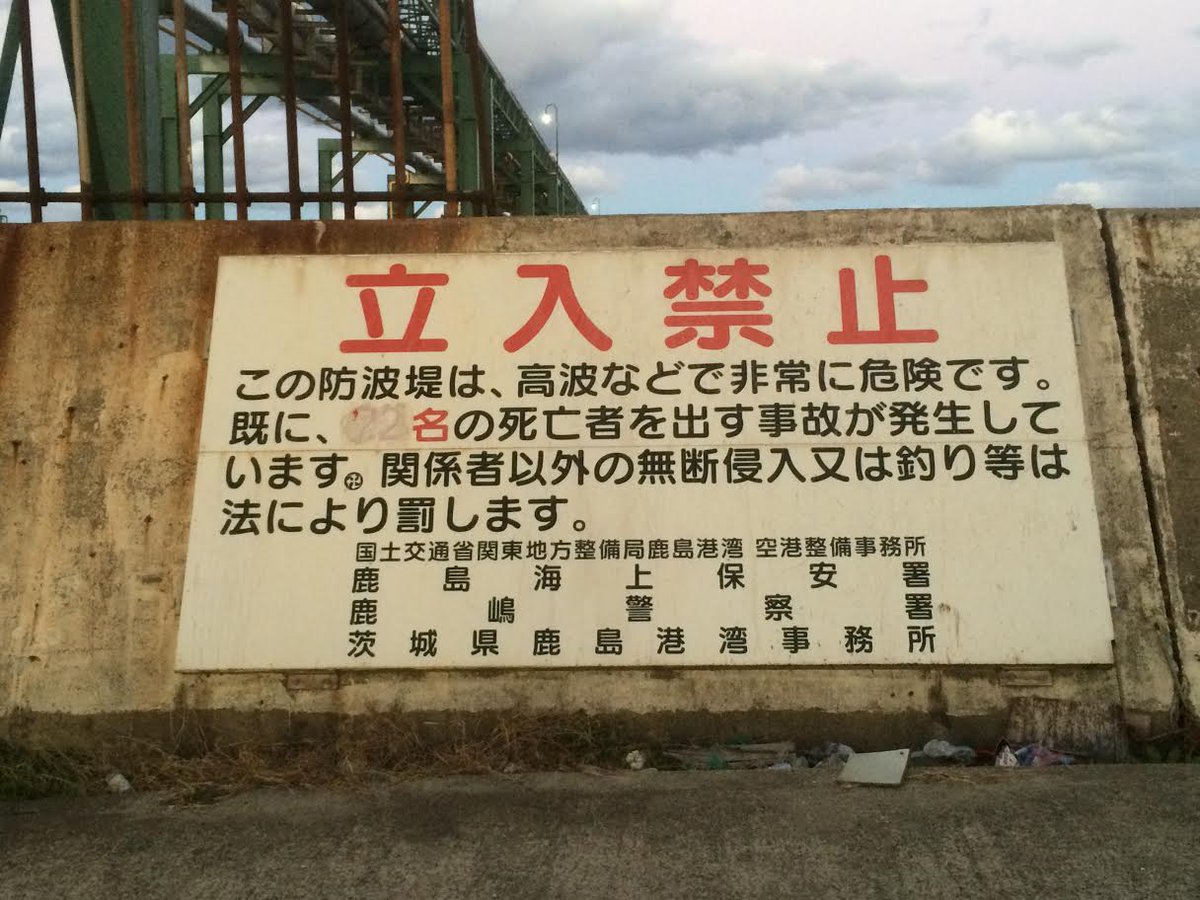 立入禁止
この防波堤は、高波などで非常に危険です。
既に、22名の死亡者を出す事故が発生して
います。関係者以外の無断侵入又は釣り等は
法により罰します。
国土交通省関東地方整備局鹿島港湾 空港整備事務所
鹿島海上保安署
鹿嶋警察署
茨城県鹿島港湾事務所